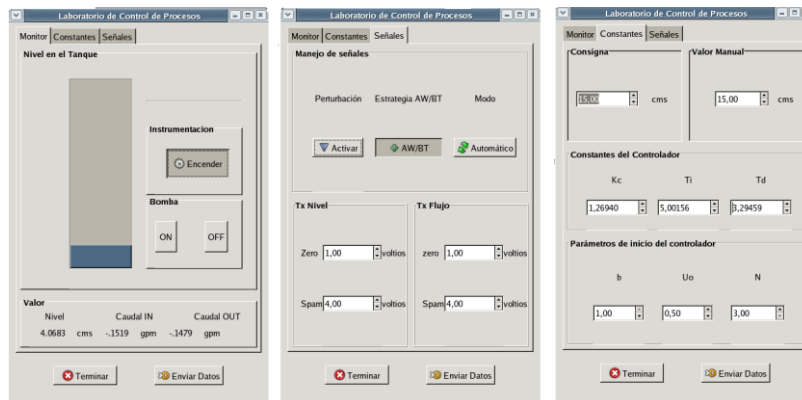 Laboratorio de Control de Procesos
Monitor Constantes Señales
Nivel en el Tanque
Instrumentacion
Encender
Bomba
ON OFF
Valor
Nivel Caudal IN Caudal OUT
4.0683 cms -.1519 gpm -.1479 gpm
Terminar Enviar Datos
Laboratorio de Control de Procesos
Monitor Constantes Señales
Manejo de señales
Perturbación Estrategia AW/BT Modo
Activar AW/BT Automático
Tx Nivel Tx Flujo
Zero 1,00 voltios zero 1,00 voltios
Spam 4,00 voltios Spam 4,00 voltios
Terminar Enviar Datos
Laboratorio de Control de Procesos
Monitor Constantes Señales
Consigna Valor Manual
15,00 cms 15,00 cms
Constantes del Controlador
Kc Ti Td
1,26940 5,00156 3,29459
Parámetros de inicio del controlador
b Uo N
1,00 0,50 3,00
Terminar Enviar Datos